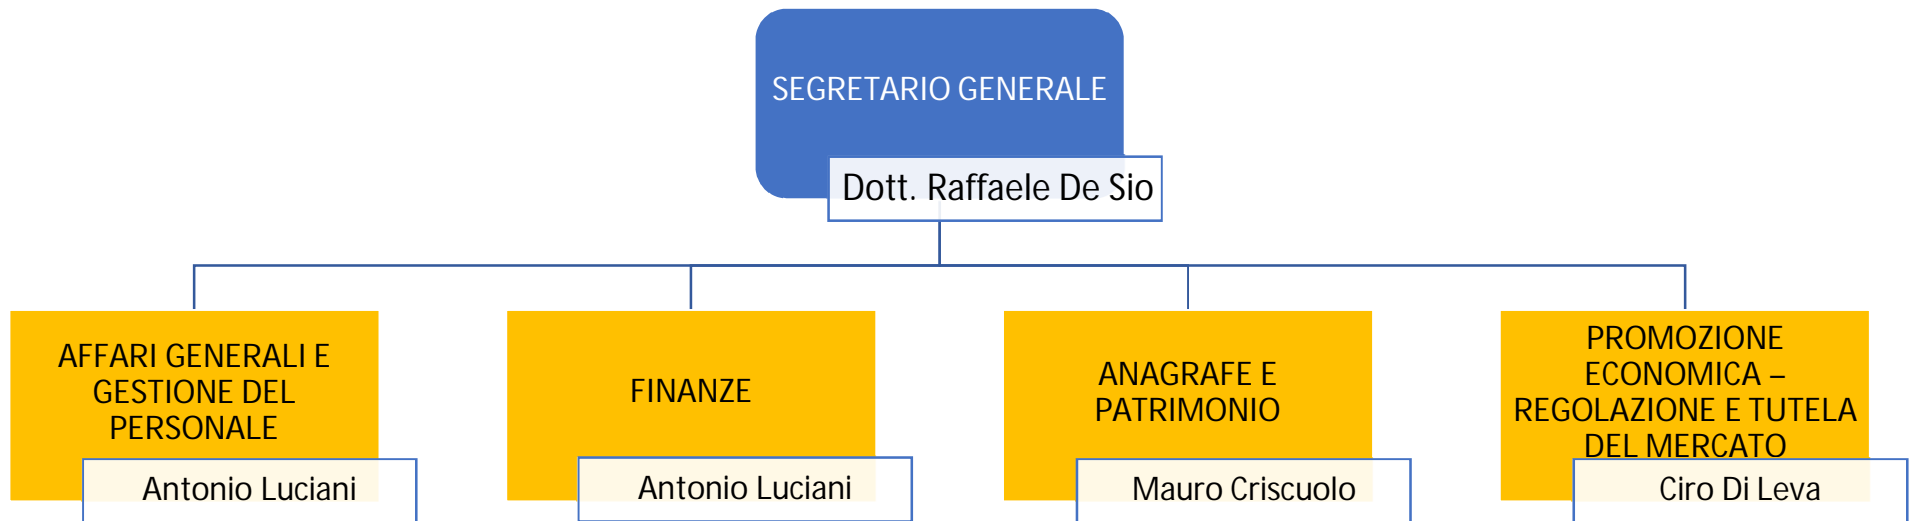 SEGRETARIO GENERALE
Dott. Raffaele De Sio
AFFARI GENERALI E
GESTIONE DEL
PERSONALE
Antonio Luciani
FINANZE
Antonio Luciani
ANAGRAFE E
PATRIMONIO
Mauro Criscuolo
PROMOZIONE
ECONOMICA –
REGOLAZIONE E TUTELA
DEL MERCATO
Ciro Di Leva